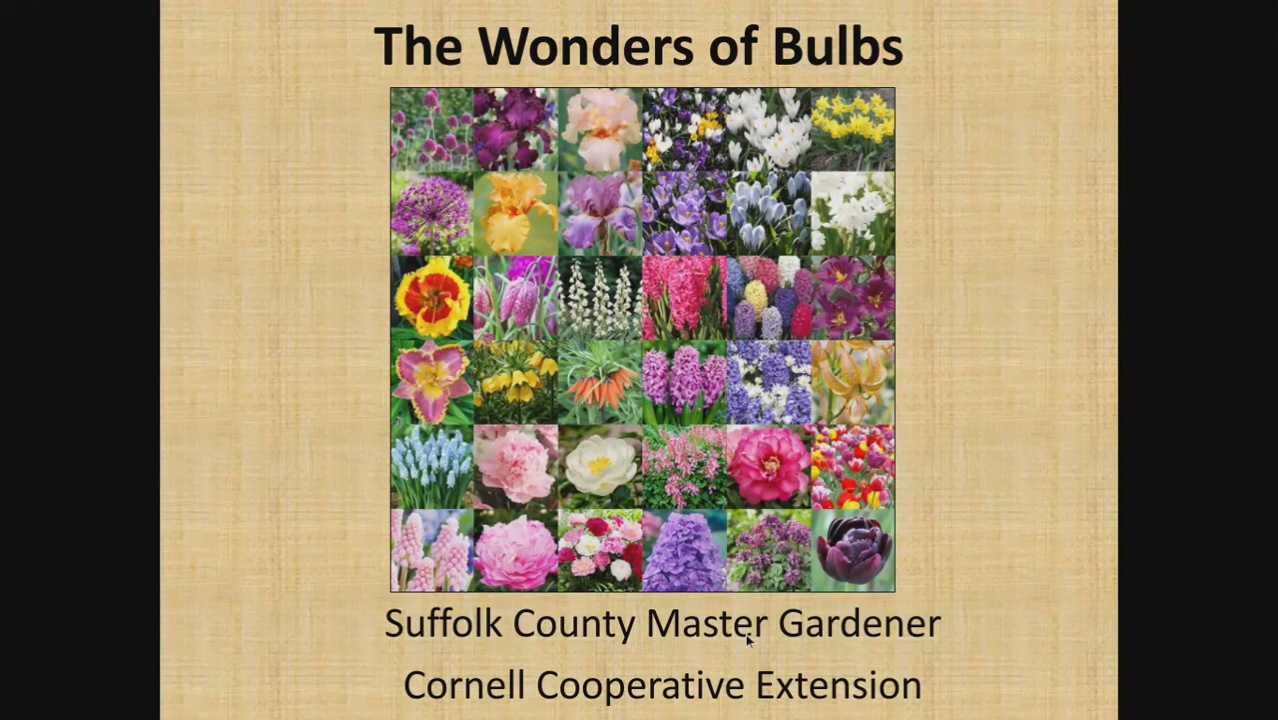 The Wonders of Bulbs
Suffolk County Master Gardener
Cornell Cooperative Extension